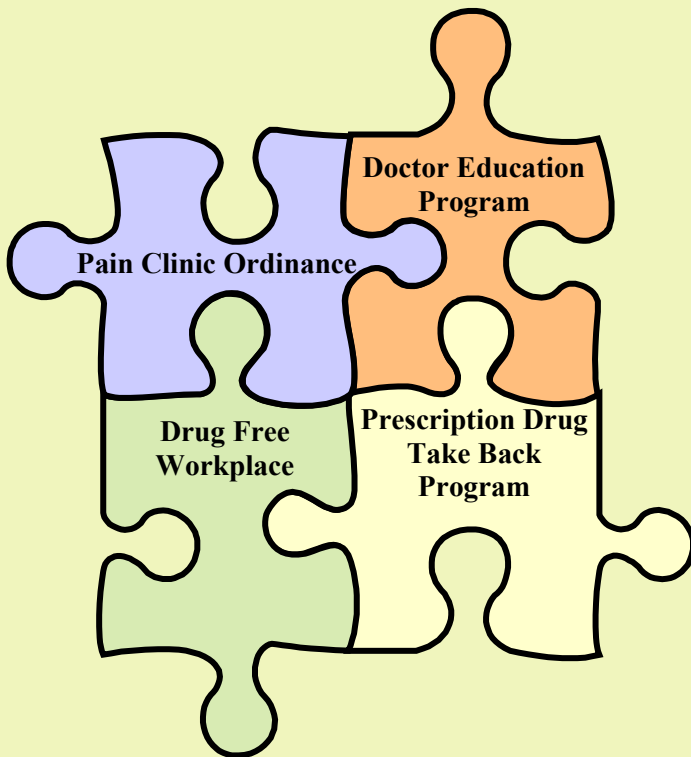 Doctor Education
Program
Pain Clinic Ordinance
Drug Free
Workplace
Prescription Drug
Take Back
Program